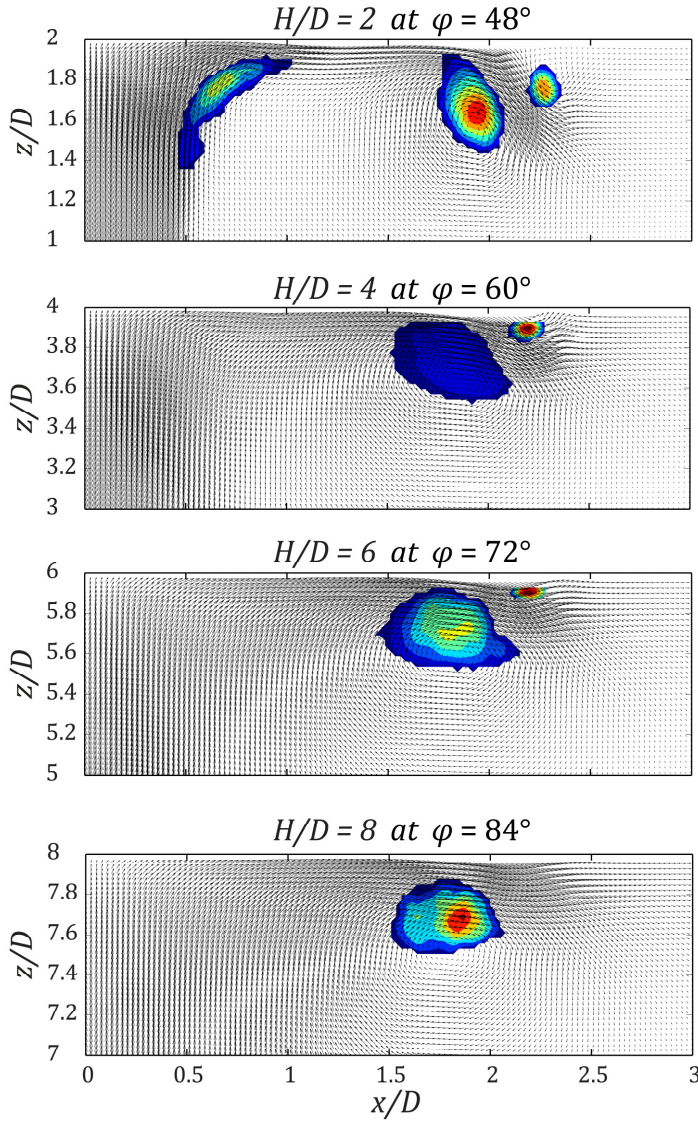 H/D = 2 at φ = 48°
2
1.8
1.6
1.4
1.2
1
z/D
H/D = 4 at φ = 60°
4
3.8
3.6
3.4
3.2
3
z/D
H/D = 6 at φ = 72°
6
5.8
5.6
5.4
5.2
5
z/D
H/D = 8 at φ = 84°
8
7.8
7.6
7.4
7.2
7
z/D
0 0.5 1 1.5 2 2.5 3
x/D